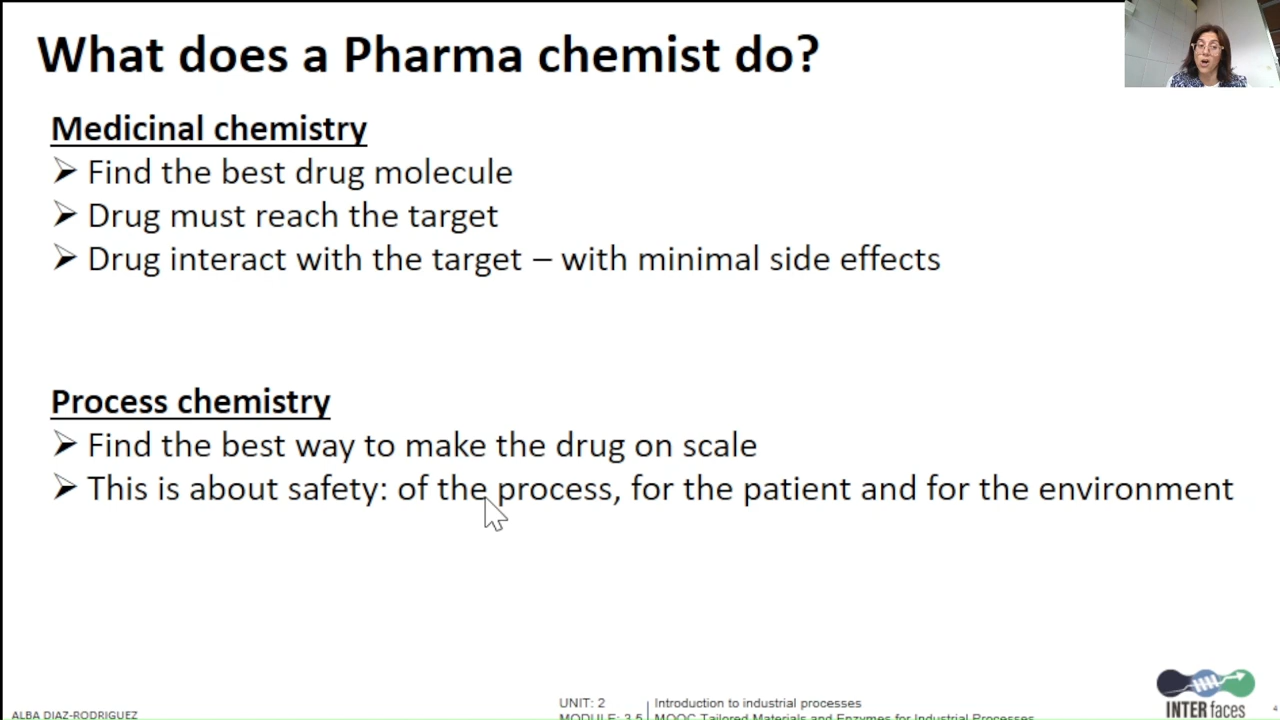 What does a Pharma chemist do?
Medicinal chemistry
➢ Find the best drug molecule
➢ Drug must reach the target
➢ Drug interact with the target – with minimal side effects
Process chemistry
➢ Find the best way to make the drug on scale
➢ This is about safety: of the process, for the patient and for the environment
ALBA DIAZ-RODRIGUEZ
UNIT: 2
MODULE: 3.5
Introduction to industrial processes
MOOC Tailored Materials and Enzymes for Industrial Processes
INTERfaces
4